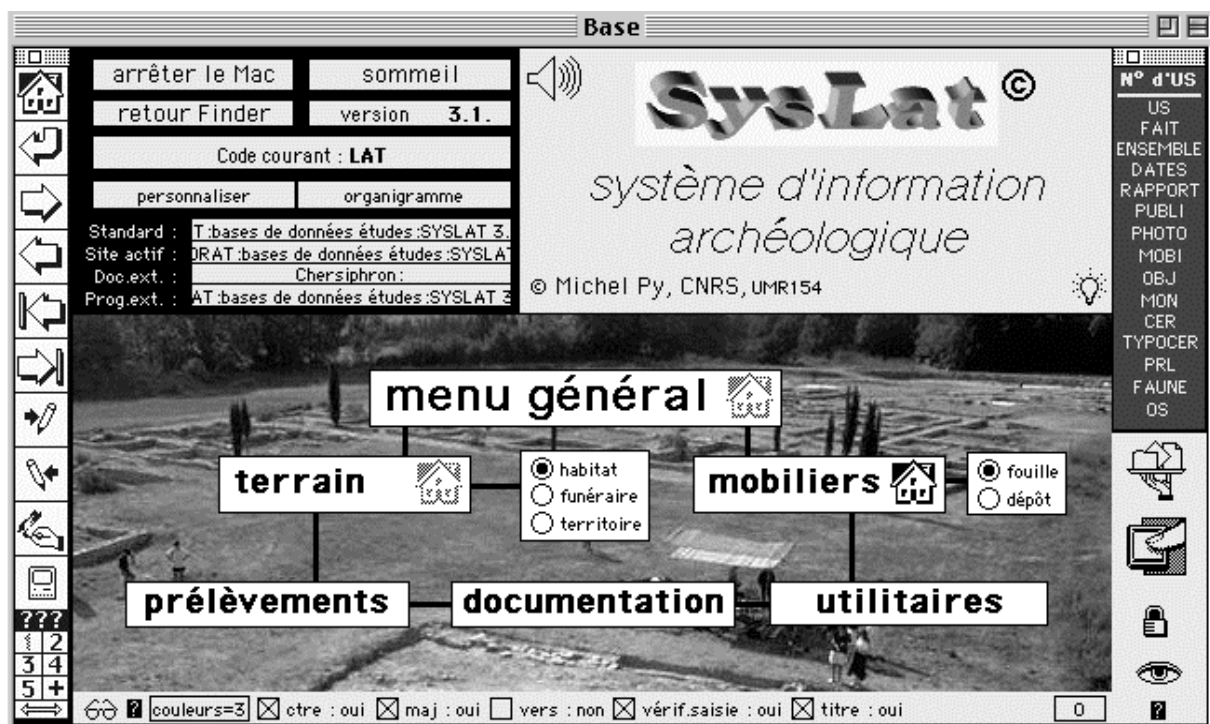 Base
arrêter le Mac
sommeil
retour Finder
version 3.1.
Code courant : LAT
personnaliser
organigramme
Standard : T:bases de données études:SYSLAT 3.
Site actif : ORAT:bases de données études:SYSLA
Doc.ext. : Chersiphron:
Prog.ext. : AT:bases de données études:SYSLAT 3
SysLat ©
système d'information
archéologique
© Michel Py, CNRS, UMR154
N° d'US
US
FAIT
ENSEMBLE
DATES
RAPPORT
PUBLI
PHOTO
MOBI
OBJ
MON
CER
TYPOCER
PRL
FAUNE
OS
menu général
terrain
habitat
funéraire
territoire
mobiliers
fouille
dépôt
prélèvements
documentation
utilitaires
???
1 2
3 4
5 +
? couleurs=3 ctre : oui maj : oui vers : non vérif.saisie : oui titre : oui 0 ?